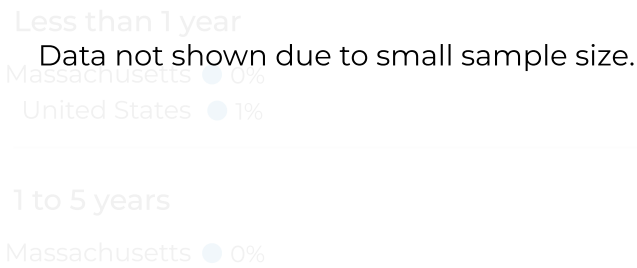 Less than 1 year
Data not shown due to small sample size.
Massachusetts 0%
United States 1%
1 to 5 years
Massachusetts 0%